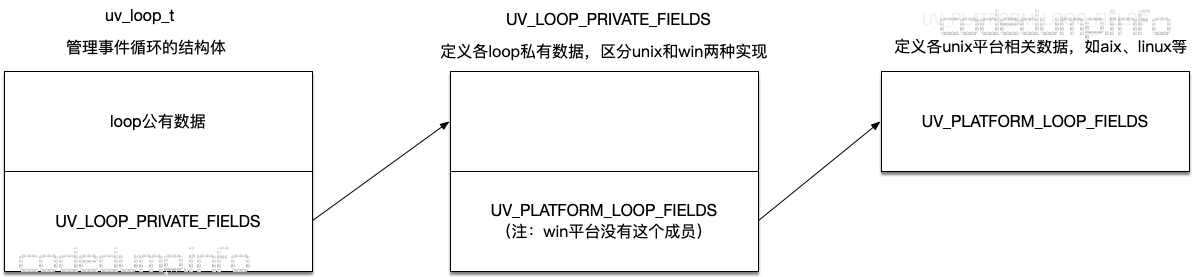 uv_loop_t
管理事件循环的结构体
loop公有数据
UV_LOOP_PRIVATE_FIELDS
codedumpinfo
UV_LOOP_PRIVATE_FIELDS
定义各loop私有数据，区分unix和win两种实现
UV_PLATFORM_LOOP_FIELDS
（注：win平台没有这个成员）
UV_PLATFORM_LOOP_FIELDS
codedumpinfo
定义各unix平台相关数据，如aix、linux等
UV_PLATFORM_LOOP_FIELDS